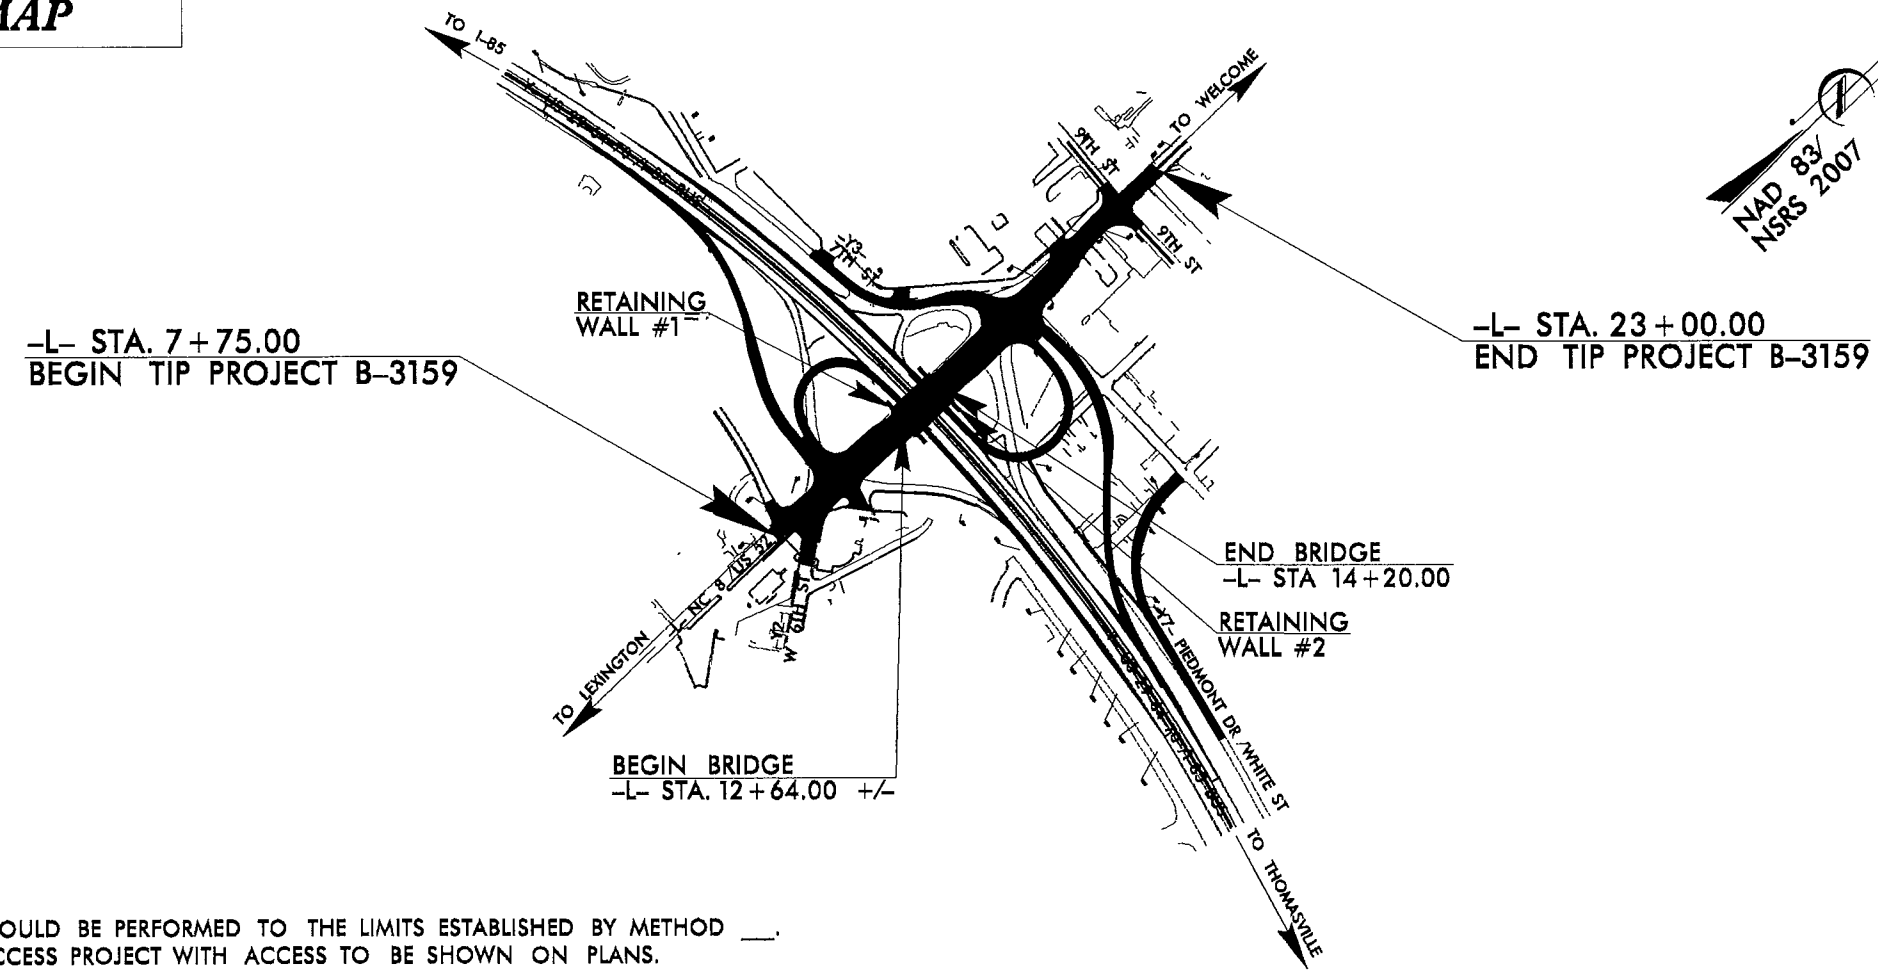 MAP
TO I-85
TO WELCOME
9TH ST
NAD 83/
NSRS 2007
-Y3-
7TH ST
9TH ST
RETAINING
WALL #1
-L- STA. 7+75.00
BEGIN TIP PROJECT B-3159
-L- STA. 23+00.00
END TIP PROJECT B-3159
END BRIDGE
-L- STA 14+20.00
RETAINING
WALL #2
NC 8 /US 52
-Y2-
W 6TH ST
TO LEXINGTON
-Y7- PIEDMONT DR /WHITE ST
BEGIN BRIDGE
-L- STA. 12+64.00 +/-
TO THOMASVILLE
OULD BE PERFORMED TO THE LIMITS ESTABLISHED BY METHOD ___.
CCESS PROJECT WITH ACCESS TO BE SHOWN ON PLANS.